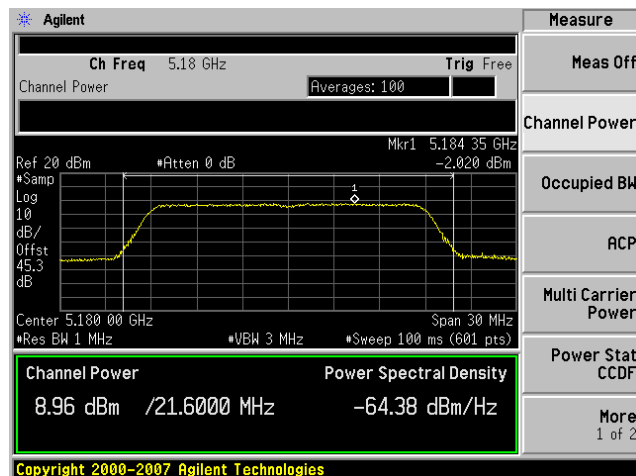 Agilent
Measure
Ch Freq 5.18 GHz Trig Free
Channel Power Averages: 100
Mkr1 5.184 35 GHz
Ref 20 dBm #Atten 0 dB -2.020 dBm
#Samp
Log
10
dB/
Offst
45.3
dB
1
Center 5.180 00 GHz Span 30 MHz
#Res BW 1 MHz #VBW 3 MHz #Sweep 100 ms (601 pts)
Channel Power Power Spectral Density
8.96 dBm /21.6000 MHz -64.38 dBm/Hz
Copyright 2000-2007 Agilent Technologies
Meas Off
Channel Power
Occupied BW
ACP
Multi Carrier
Power
Power Stat
CCDF
More
1 of 2